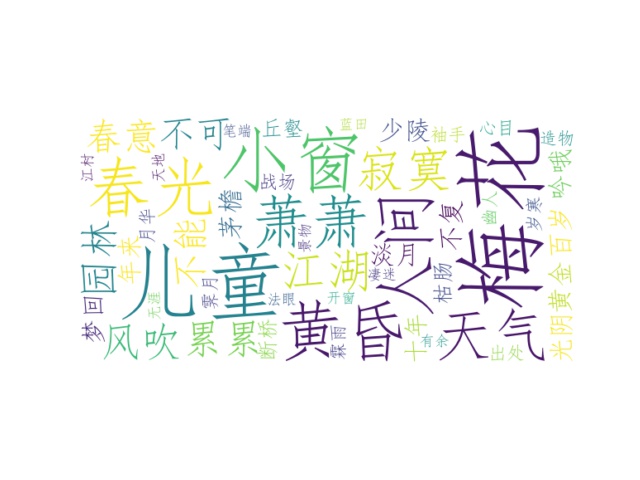 春意
不可
笔端
丘壑
少陵
蓝田
袖手
心目
造物
江村
天地
春光
小窗
战场
寂寞
梅花
吟哦
幽人
岁寒
百岁
月华
茅檐
萧萧
景物
人间
不复
园林
年来
不能
儿童
霁月
江湖
淡月
凄迷
枯肠
黄金
梦回
无涯
法眼
开窗
光阴
风吹
累累
断桥
黄昏
霖雨
十年
有余
天气
出处